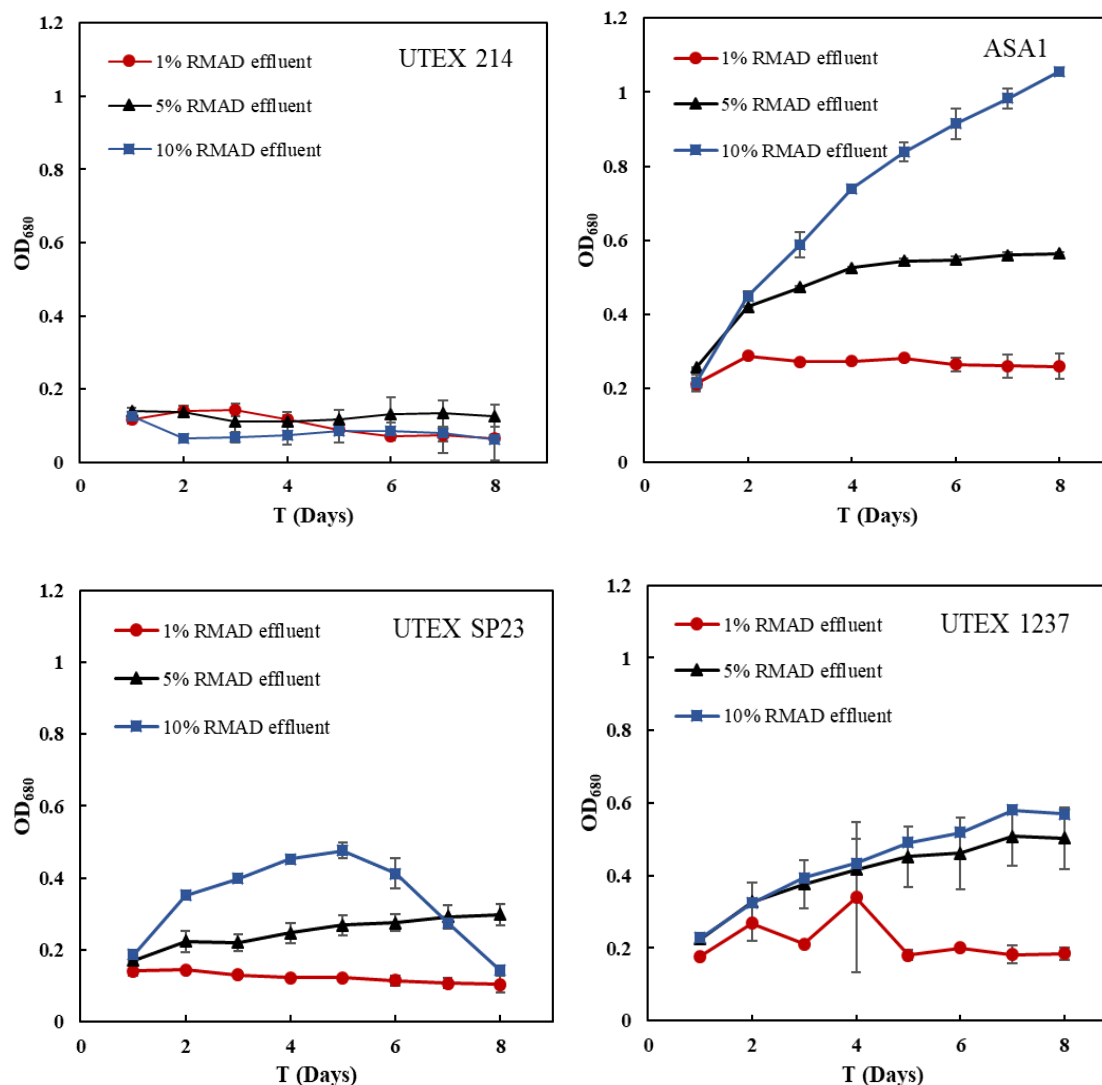 UTEX 214
1% RMAD effluent
5% RMAD effluent
10% RMAD effluent
1.2
1
0.8
0.6
0.4
0.2
0
OD680
0 2 4 6 8
T (Days)
ASA1
1% RMAD effluent
5% RMAD effluent
10% RMAD effluent
1.2
1
0.8
0.6
0.4
0.2
0
OD680
0 2 4 6 8
T (Days)
UTEX SP23
1% RMAD effluent
5% RMAD effluent
10% RMAD effluent
1.2
1
0.8
0.6
0.4
0.2
0
OD680
0 2 4 6 8
T (Days)
UTEX 1237
1% RMAD effluent
5% RMAD effluent
10% RMAD effluent
1.2
1
0.8
0.6
0.4
0.2
0
OD680
0 2 4 6 8
T (Days)